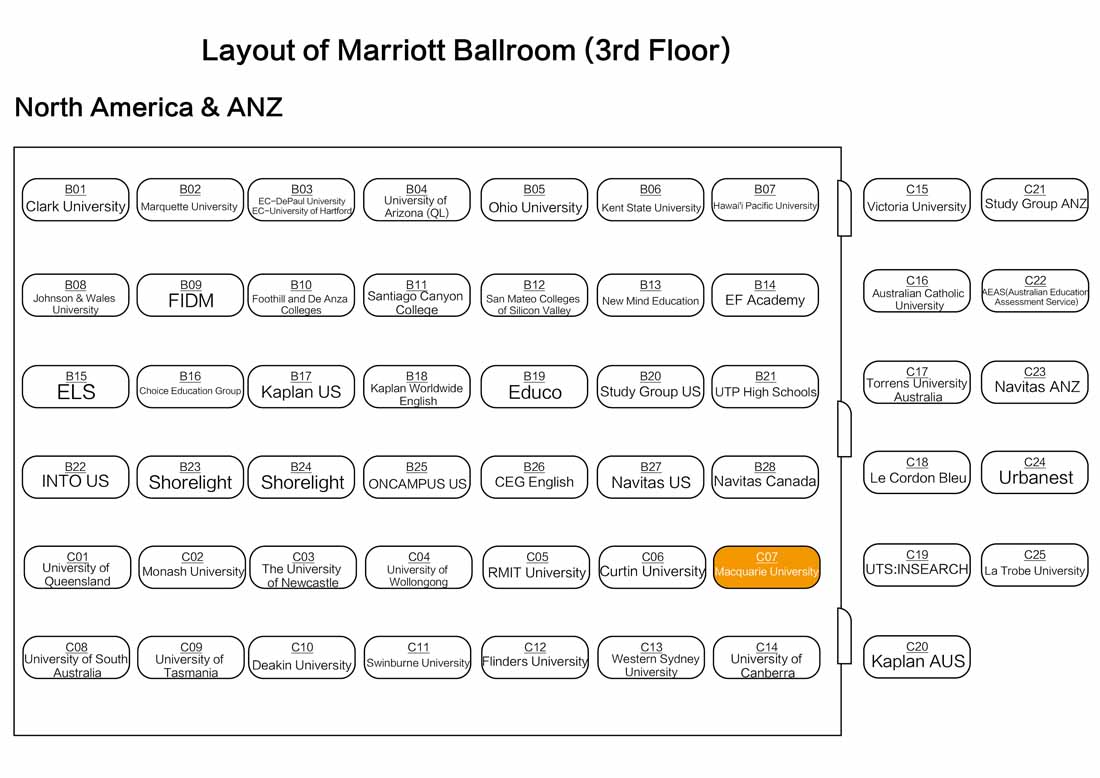 Layout of Marriott Ballroom (3rd Floor)
North America & ANZ
B01
Clark University
B02
Marquette University
B03
EC-DePaul University
EC-University of Hartford
B04
University of
Arizona (QL)
B05
Ohio University
B06
Kent State University
B07
Hawai'i Pacific University
C15
Victoria University
C21
Study Group ANZ
B08
Johnson & Wales
University
B09
FIDM
B10
Foothill and De Anza
Colleges
B11
Santiago Canyon
College
B12
San Mateo Colleges
of Silicon Valley
B13
New Mind Education
B14
EF Academy
C16
Australian Catholic
University
C22
AEAS(Australian Education
Assessment Service)
B15
ELS
B16
Choice Education Group
B17
Kaplan US
B18
Kaplan Worldwide
English
B19
Educo
B20
Study Group US
B21
UTP High Schools
C17
Torrens University
Australia
C23
Navitas ANZ
B22
INTO US
B23
Shorelight
B24
Shorelight
B25
ONCAMPUS US
B26
CEG English
B27
Navitas US
B28
Navitas Canada
C18
Le Cordon Bleu
C24
Urbanest
C01
University of
Queensland
C02
Monash University
C03
The University
of Newcastle
C04
University of
Wollongong
C05
RMIT University
C06
Curtin University
C07
Macquarie University
C19
UTS:INSEARCH
C25
La Trobe University
C08
University of South
Australia
C09
University of
Tasmania
C10
Deakin University
C11
Swinburne University
C12
Flinders University
C13
Western Sydney
University
C14
University of
Canberra
C20
Kaplan AUS